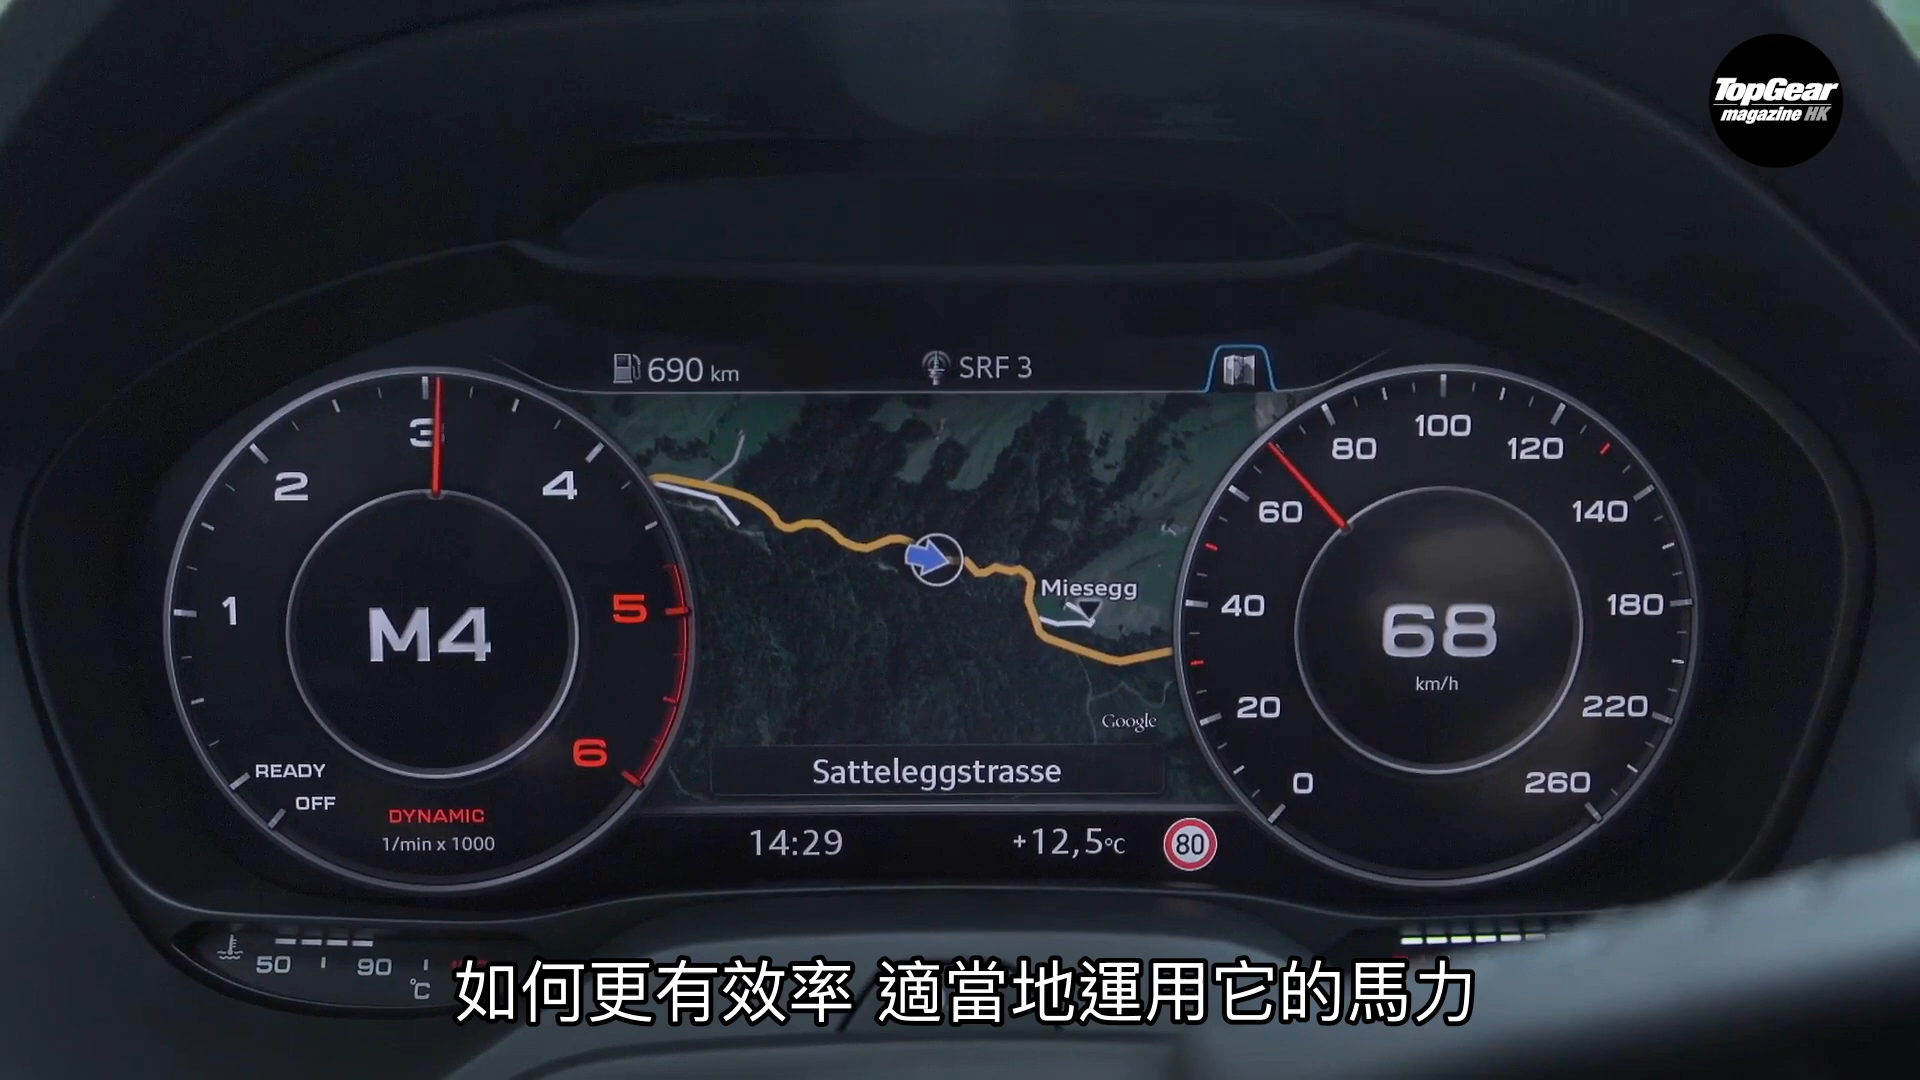 TopGear
magazine HK
690 km
SRF 3
1
2
3
4
5
6
M4
READY
OFF
DYNAMIC
1/min x 1000
Miesegg
Google
Satteleggstrasse
14:29
+12,5°C
80
0
20
40
60
80
100
120
140
180
220
260
68
km/h
50
90
°C
如何更有效率 適當地運用它的馬力